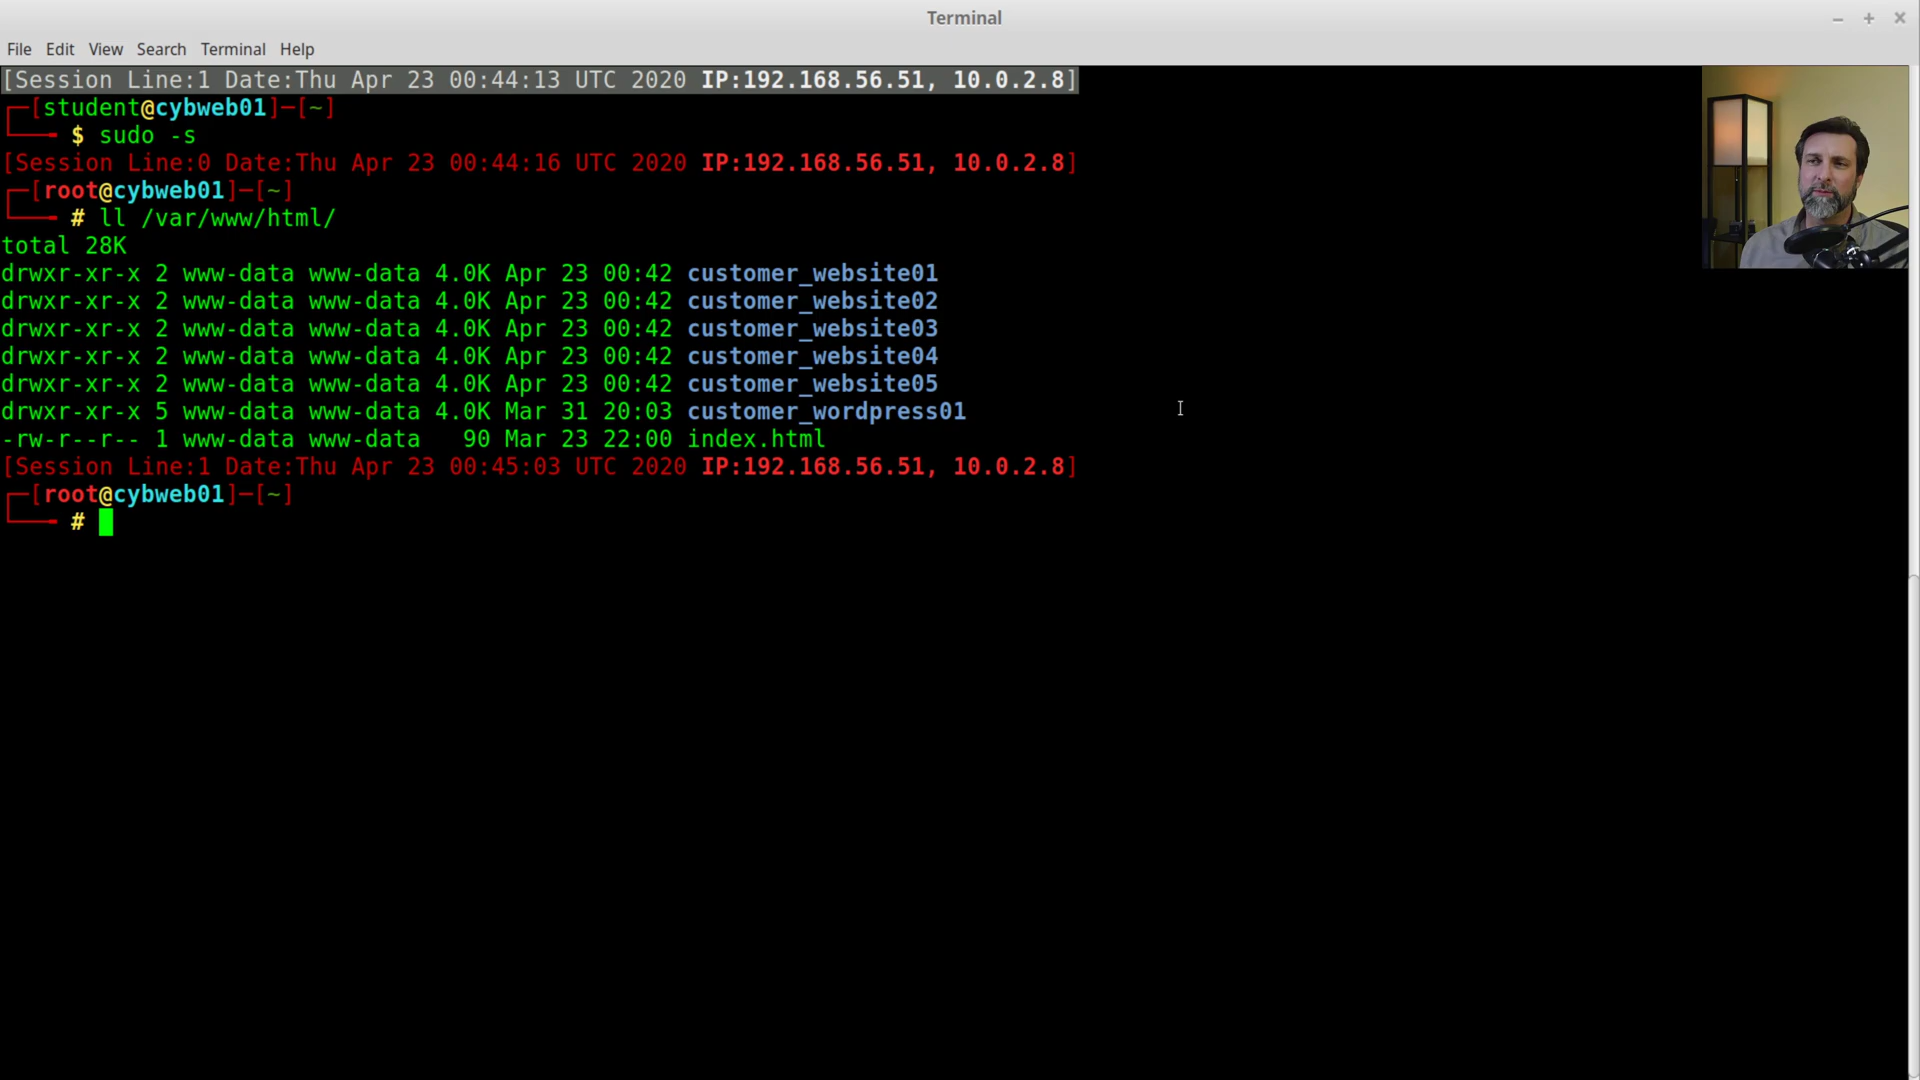 Terminal
File Edit View Search Terminal Help
[Session Line:1 Date:Thu Apr 23 00:44:13 UTC 2020 IP:192.168.56.51, 10.0.2.8]
[student@cybweb01]-[~]
$ sudo -s
[Session Line:0 Date:Thu Apr 23 00:44:16 UTC 2020 IP:192.168.56.51, 10.0.2.8]
[root@cybweb01]-[~]
# ll /var/www/html/
total 28K
drwxr-xr-x 2 www-data www-data 4.0K Apr 23 00:42 customer_website01
drwxr-xr-x 2 www-data www-data 4.0K Apr 23 00:42 customer_website02
drwxr-xr-x 2 www-data www-data 4.0K Apr 23 00:42 customer_website03
drwxr-xr-x 2 www-data www-data 4.0K Apr 23 00:42 customer_website04
drwxr-xr-x 2 www-data www-data 4.0K Apr 23 00:42 customer_website05
drwxr-xr-x 5 www-data www-data 4.0K Mar 31 20:03 customer_wordpress01
-rw-r--r-- 1 www-data www-data 90 Mar 23 22:00 index.html
[Session Line:1 Date:Thu Apr 23 00:45:03 UTC 2020 IP:192.168.56.51, 10.0.2.8]
[root@cybweb01]-[~]
#